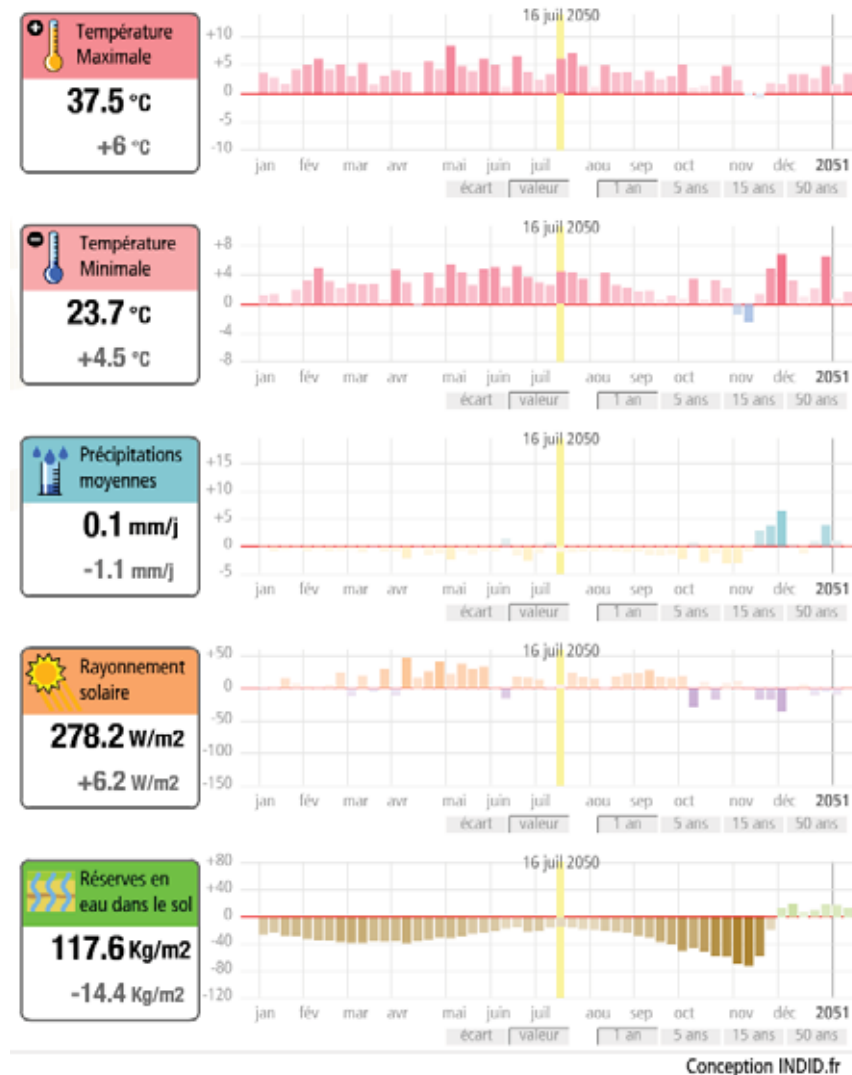 16 juil 2050
Température
Maximale
37.5 °C
+6 °C
+10
+5
0
-5
-10
jan fév mar avr mai juin juil aou sep oct nov déc 2051
écart valeur 1 an 5 ans 15 ans 50 ans
16 juil 2050
Température
Minimale
23.7 °C
+4.5 °C
+8
+4
0
-4
-8
jan fév mar avr mai juin juil aou sep oct nov déc 2051
écart valeur 1 an 5 ans 15 ans 50 ans
16 juil 2050
Précipitations
moyennes
0.1 mm/j
-1.1 mm/j
+15
+10
+5
0
-5
jan fév mar avr mai juin juil aou sep oct nov déc 2051
écart valeur 1 an 5 ans 15 ans 50 ans
16 juil 2050
Rayonnement
solaire
278.2 W/m2
+6.2 W/m2
+50
0
-50
-100
-150
jan fév mar avr mai juin juil aou sep oct nov déc 2051
écart valeur 1 an 5 ans 15 ans 50 ans
16 juil 2050
Réserves en
eau dans le sol
117.6 Kg/m2
-14.4 Kg/m2
+80
+40
0
-40
-80
-120
jan fév mar avr mai juin juil aou sep oct nov déc 2051
écart valeur 1 an 5 ans 15 ans 50 ans
Conception INDID.fr